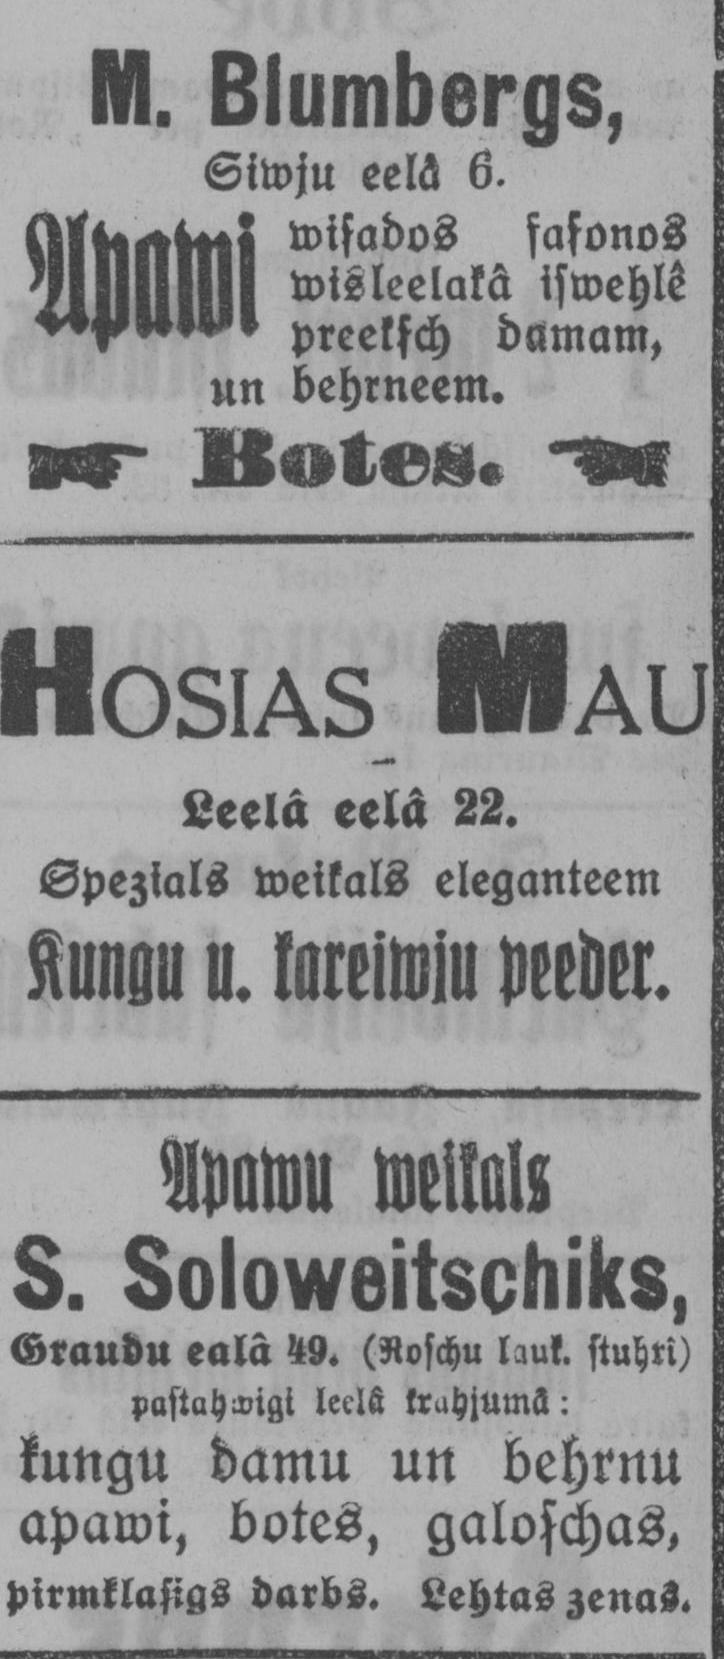 M. Blumbergs,
Siwju eelâ 6.
Apawi wisados fasonos
wisleelakâ iswehlê
preeksch damam,
un behrneem.
Botes.
HOSIAS MAU
Leelâ eelâ 22.
Spezials weikals eleganteem
Kungu u. kareiwju peeder.
Apawu weikals
S. Soloweitschiks,
Graudu ealâ 49. (Roschu lauk. stuhrî)
pastahwigi leelâ krahjumâ:
kungu damu un behrnu
apawi, botes, galoschas,
pirmklasigs darbs. Lehtas zenas.